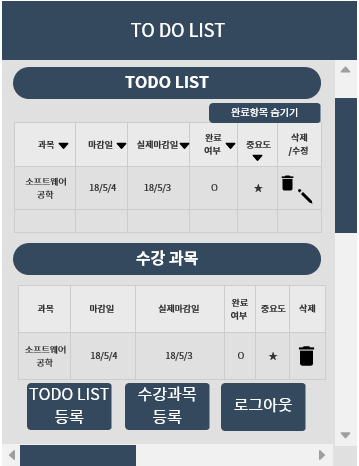 TO DO LIST
TODO LIST
완료항목 숨기기
과목 마감일 실제마감일 완료 여부 중요도 삭제 /수정
소프트웨어 공학 18/5/4 18/5/3 O ★
수강 과목
과목 마감일 실제마감일 완료 여부 중요도 삭제
소프트웨어 공학 18/5/4 18/5/3 O ★
TODO LIST 등록
수강과목 등록
로그아웃